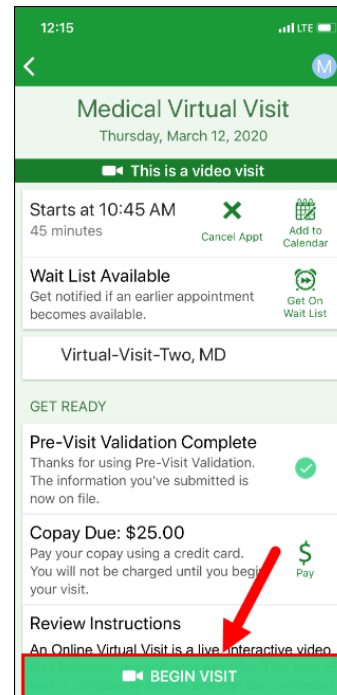 12:15 LTE
M
Medical Virtual Visit
Thursday, March 12, 2020
This is a video visit
Starts at 10:45 AM
45 minutes
Cancel Appt
Add to
Calendar
Wait List Available
Get notified if an earlier appointment
becomes available.
Get On
Wait List
Virtual-Visit-Two, MD
GET READY
Pre-Visit Validation Complete
Thanks for using Pre-Visit Validation.
The information you've submitted is
now on file.
Copay Due: $25.00
Pay your copay using a credit card.
You will not be charged until you begin
your visit.
$
Pay
Review Instructions
An Online Virtual Visit is a live, interactive video
BEGIN VISIT